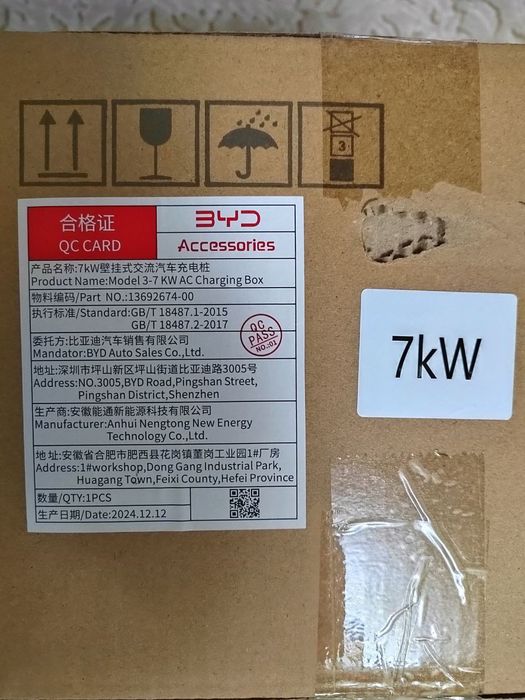 3
合格证
QC CARD
BYD
Accessories
产品名称:7kW壁挂式交流汽车充电桩
Product Name:Model 3-7 KW AC Charging Box
物料编码/Part NO.:13692674-00
执行标准/Standard:GB/T 18487.1-2015
GB/T 18487.2-2017
QC
PASS
NO.:01
委托方:比亚迪汽车销售有限公司
Mandator:BYD Auto Sales Co.,Ltd.
地址:深圳市坪山新区坪山街道比亚迪路3005号
Address:NO.3005,BYD Road,Pingshan Street,
Pingshan District,Shenzhen
生产商:安徽能通新能源科技有限公司
Manufacturer:Anhui Nengtong New Energy
Technology Co.,Ltd.
地 址:安徽省合肥市肥西县花岗镇董岗工业园1#厂房
Address:1#workshop,Dong Gang Industrial Park,
Huagang Town,Feixi County,Hefei Province
数量/QTY:1PCS
生产日期/Date:2024.12.12
7kW